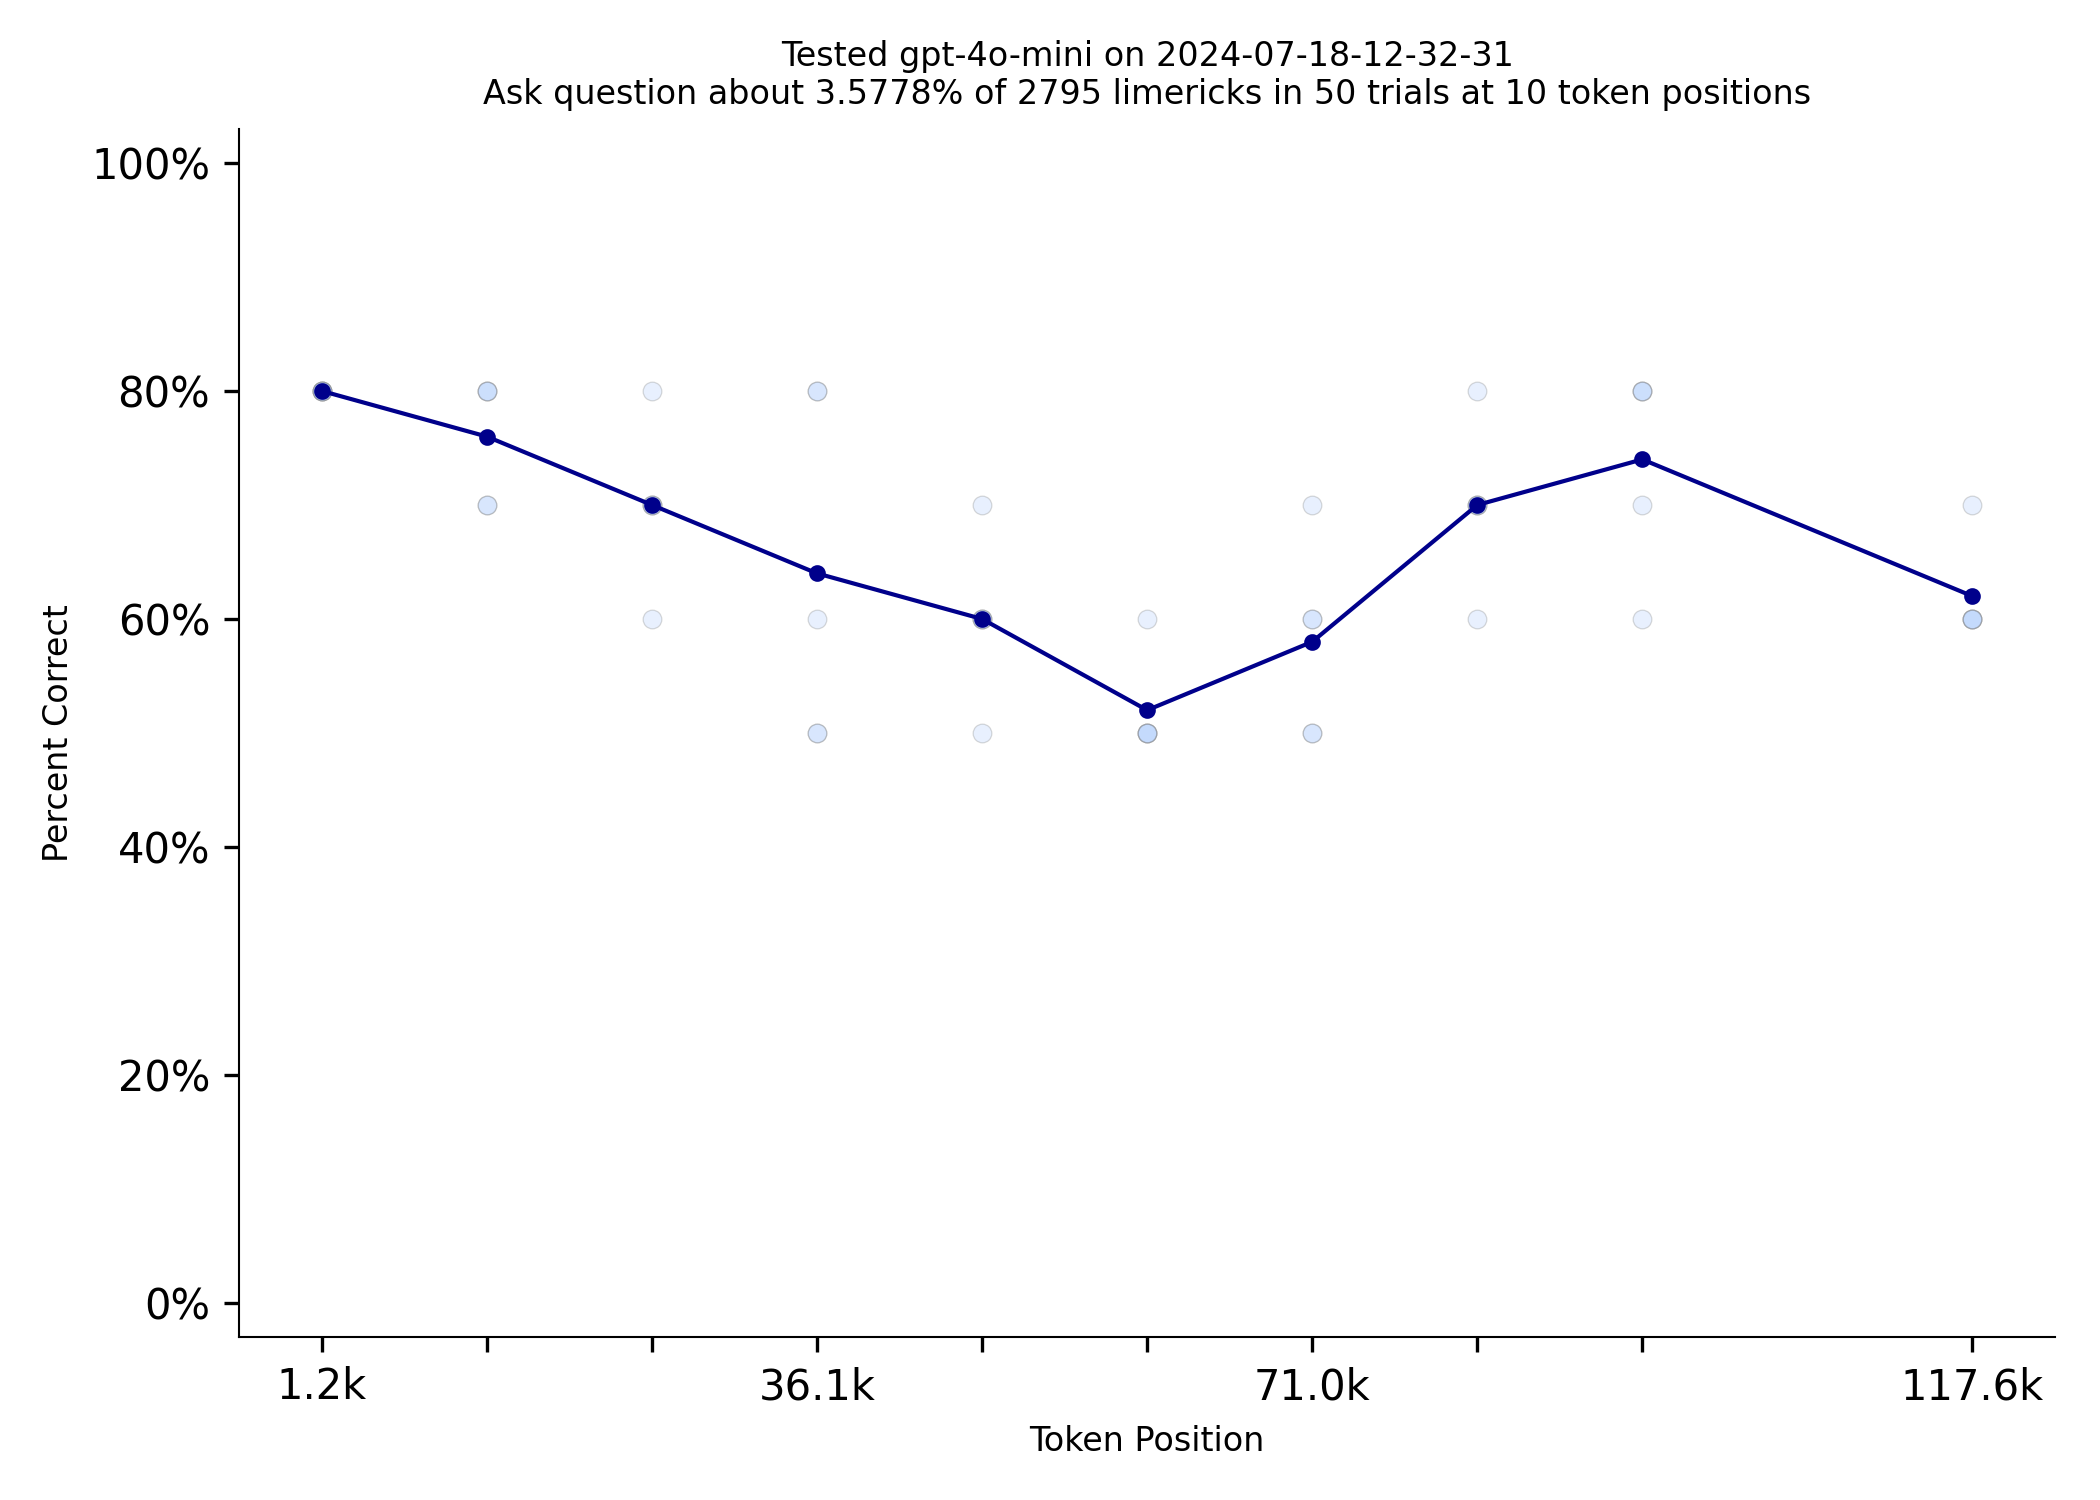 Tested gpt-4o-mini on 2024-07-18-12-32-31
Ask question about 3.5778% of 2795 limericks in 50 trials at 10 token positions
100%
80%
60%
40%
20%
0%
Percent Correct
1.2k
36.1k
71.0k
117.6k
Token Position